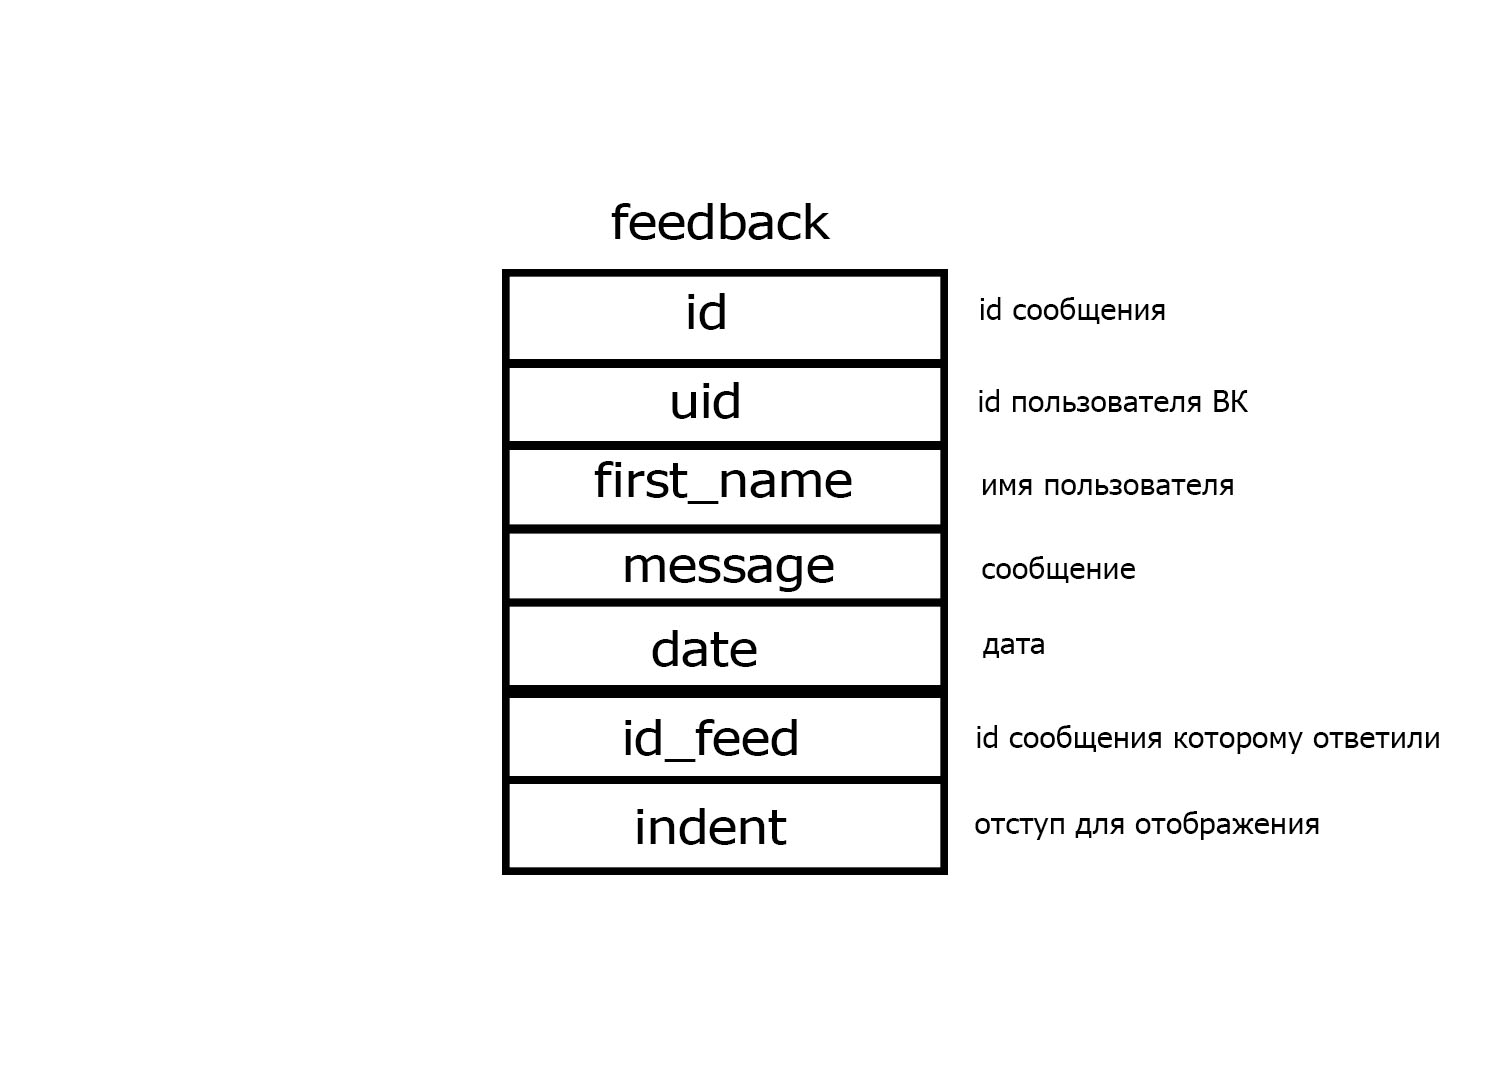 feedback
id
id сообщения
uid
id пользователя ВК
first_name
имя пользователя
message
сообщение
date
дата
id_feed
id сообщения которому ответили
indent
отступ для отображения